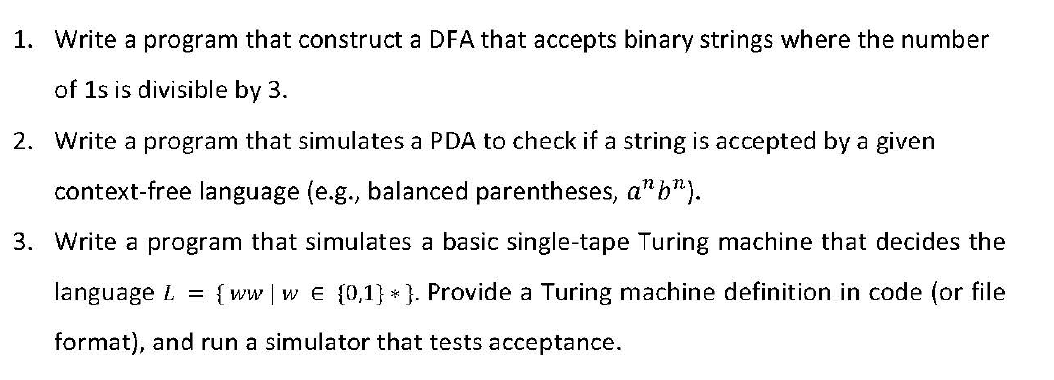 1. Write a program that construct a DFA that accepts binary strings where the number
of 1s is divisible by 3.
2. Write a program that simulates a PDA to check if a string is accepted by a given
context-free language (e.g., balanced parentheses, aⁿbⁿ).
3. Write a program that simulates a basic single-tape Turing machine that decides the
language L = { ww | w ∈ {0,1} * }. Provide a Turing machine definition in code (or file
format), and run a simulator that tests acceptance.